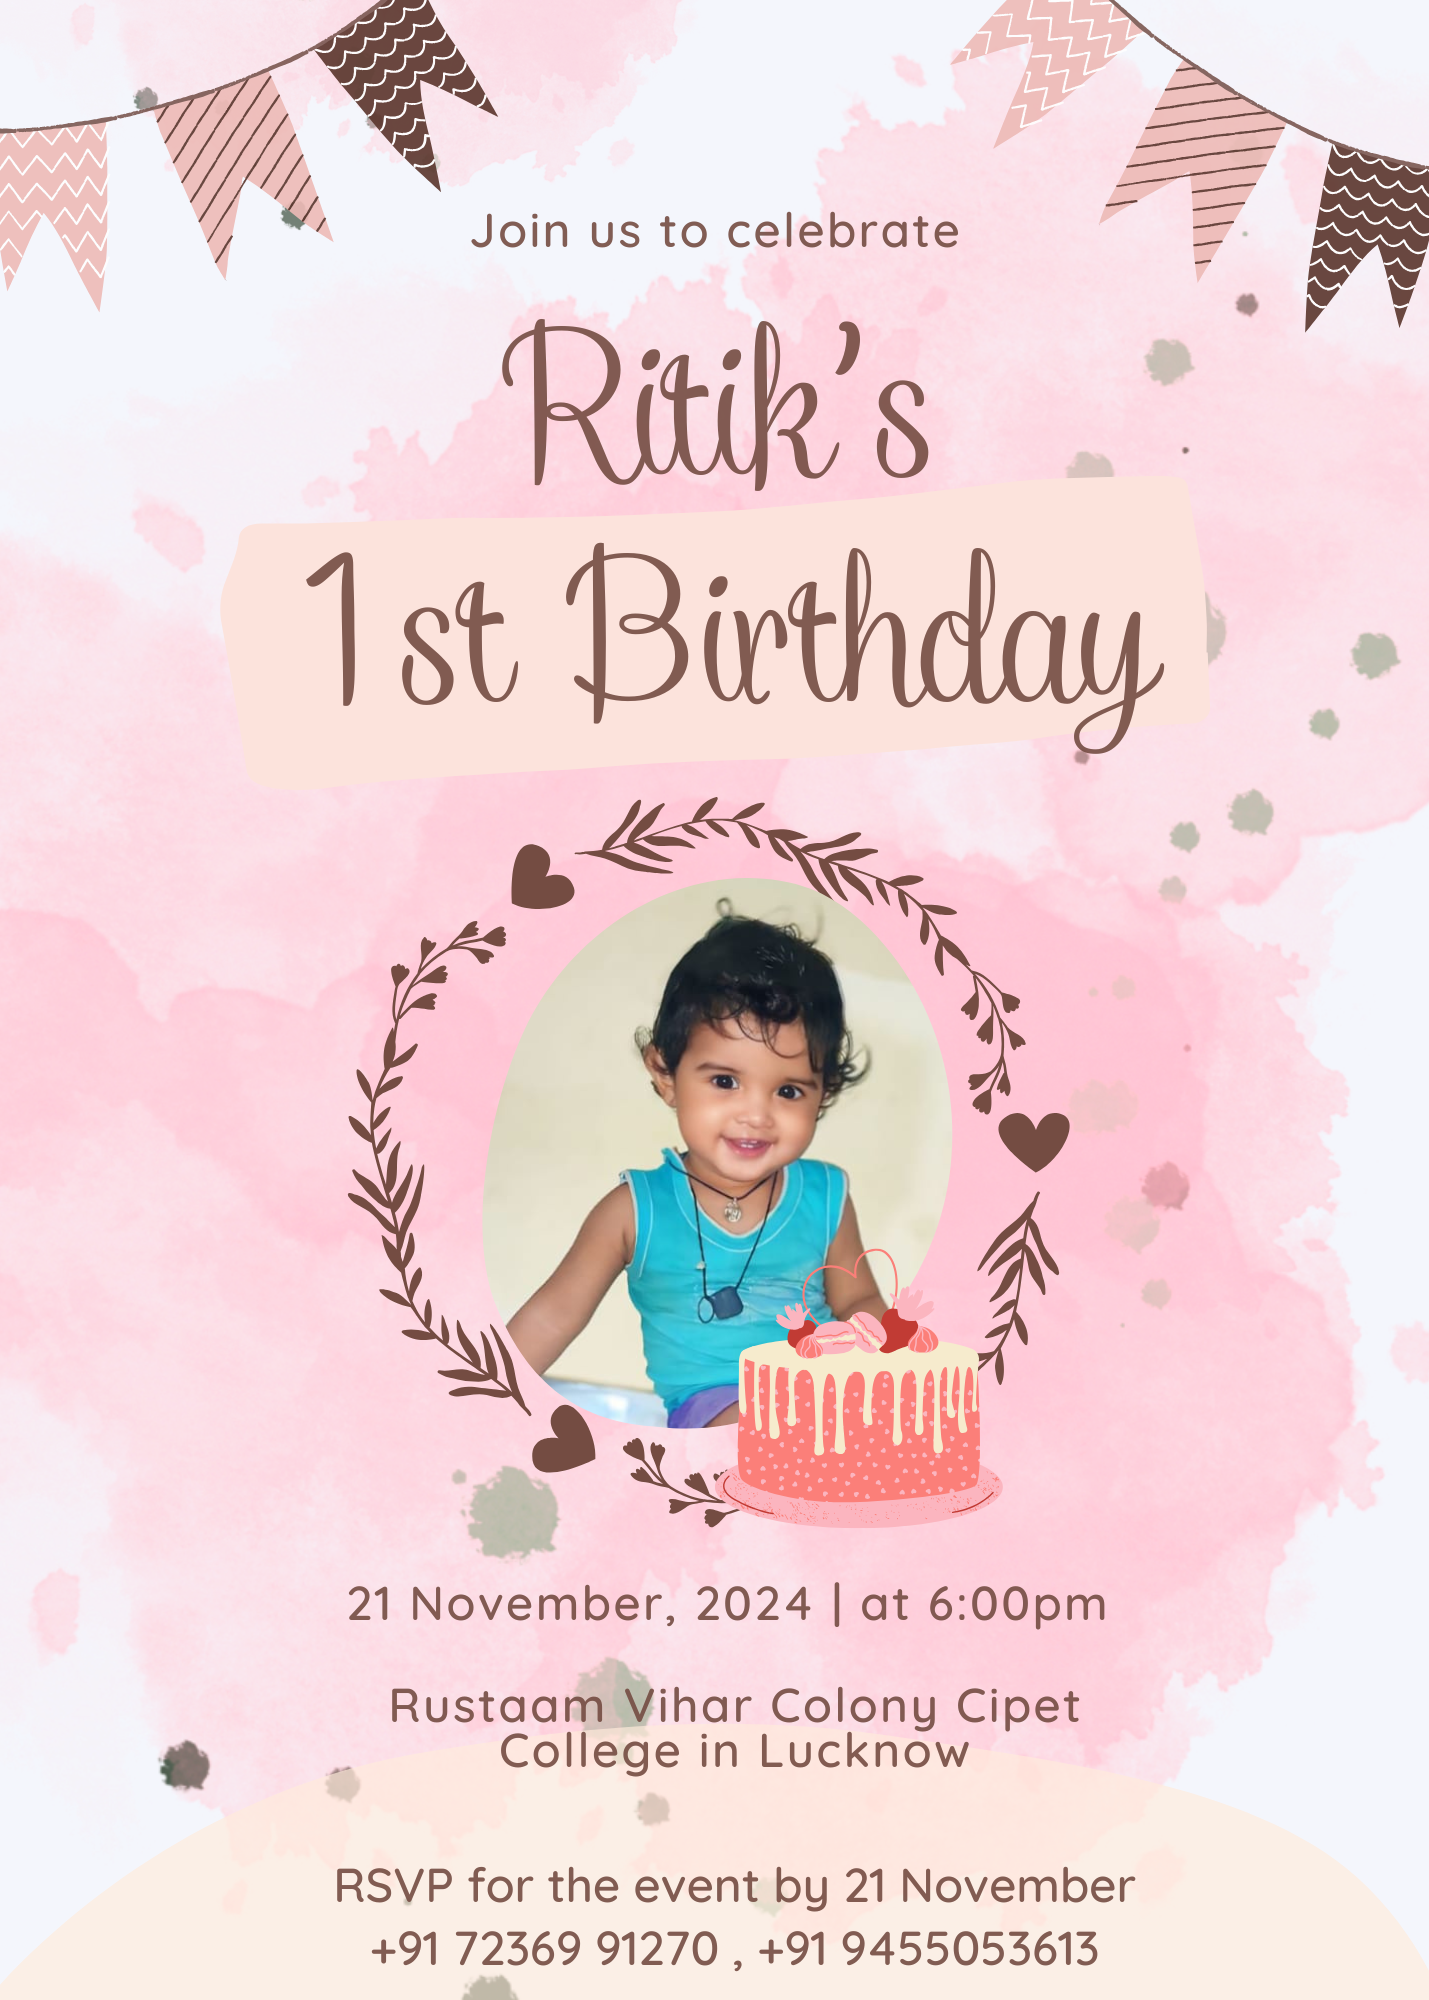 Join us to celebrate
Ritik’s
1st Birthday
21 November, 2024 | at 6:00pm
Rustaam Vihar Colony Cipet
College in Lucknow
RSVP for the event by 21 November
+91 72369 91270 , +91 9455053613